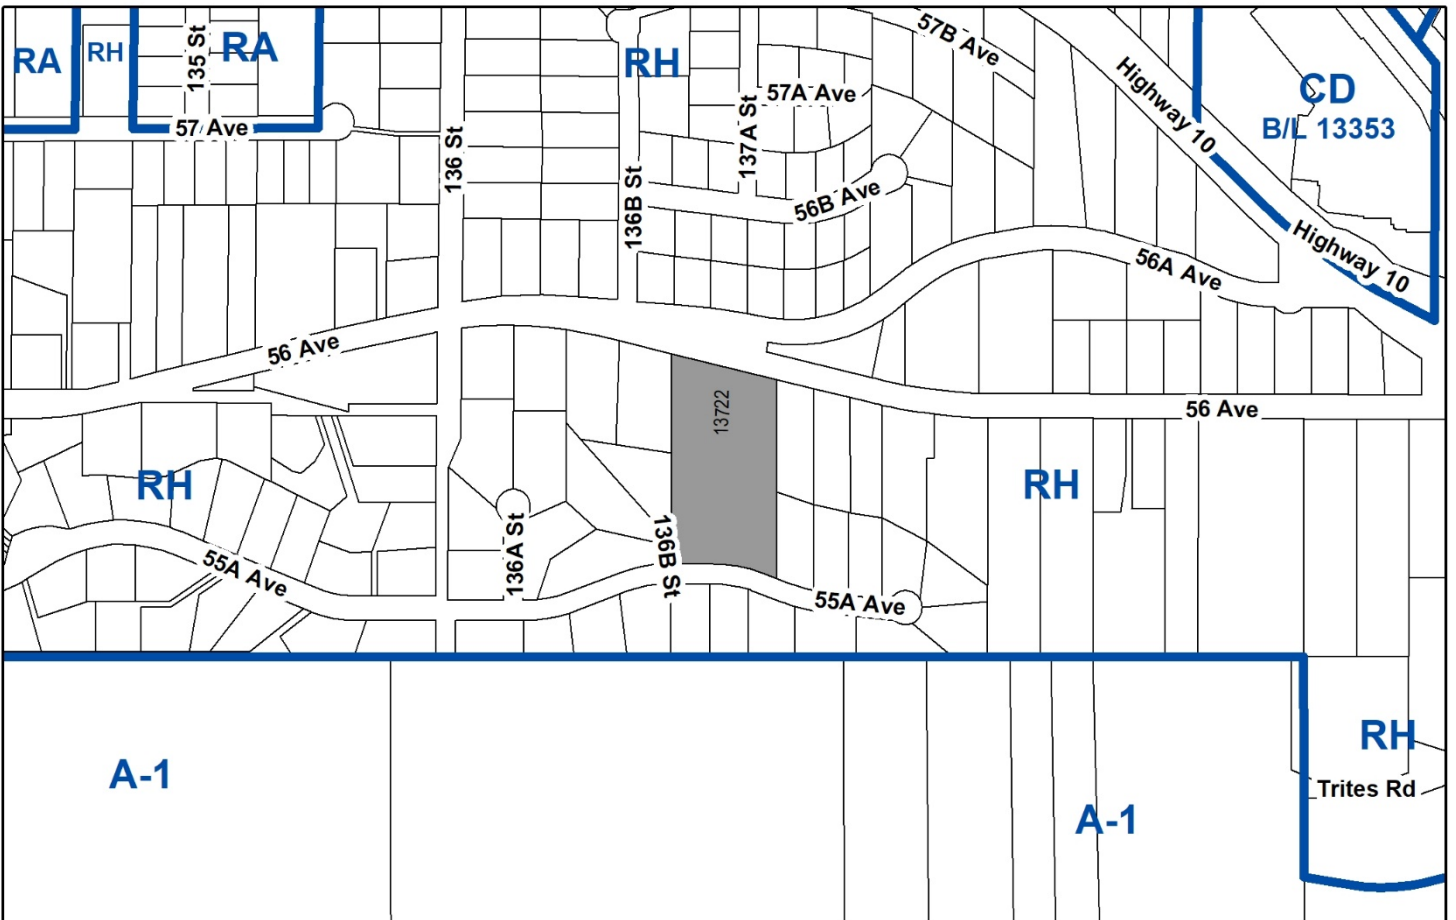 RA
RH
135 St
RA
57 Ave
136 St
RH
136B St
137A St
57A Ave
57B Ave
56B Ave
Highway 10
CD
B/L 13353
Highway 10
56A Ave
56 Ave
13722
56 Ave
RH
RH
55A Ave
136A St
136B St
55A Ave
A-1
A-1
RH
Trites Rd